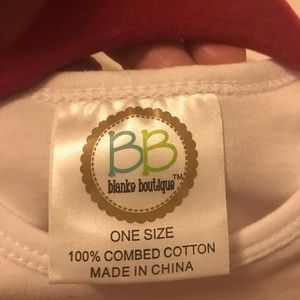 BB
blanks boutique™
ONE SIZE
100% COMBED COTTON
MADE IN CHINA